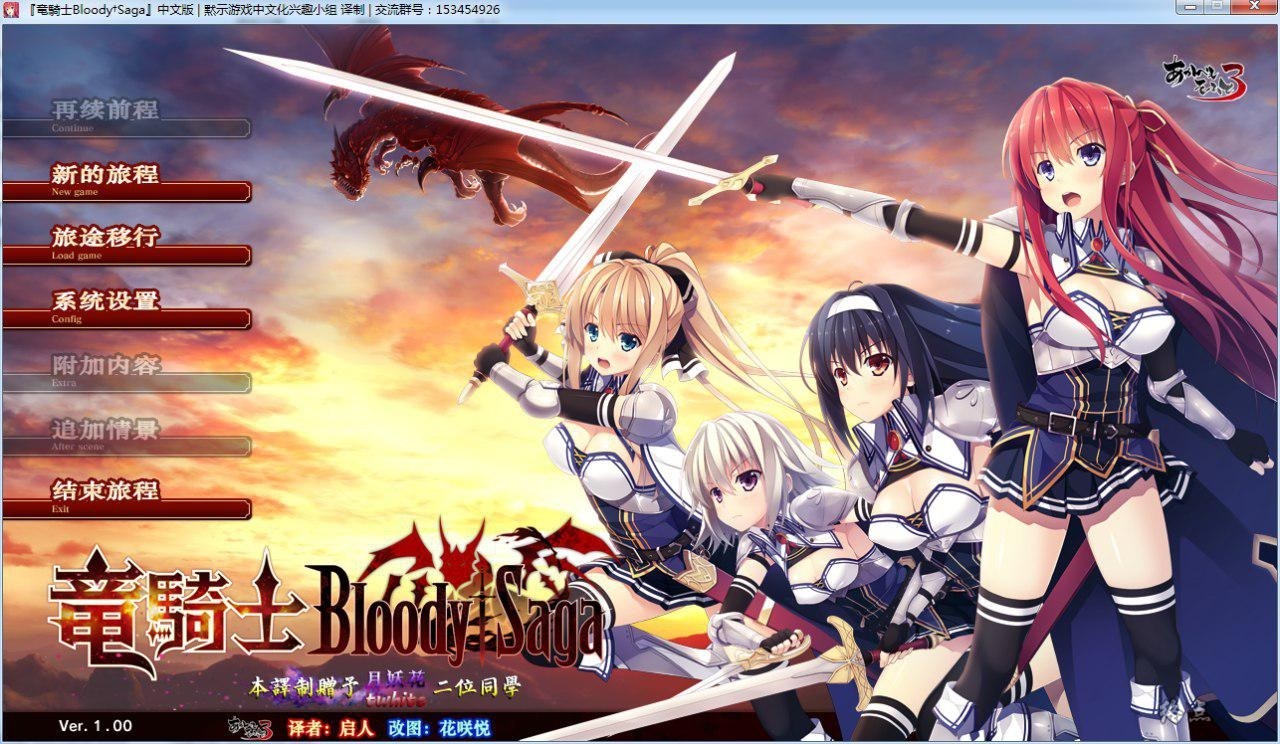 『竜騎士Bloody†Saga』中文版 | 黙示游戏中文化兴趣小组 译制 | 交流群号：153454926
再续前程
Continue
新的旅程
New game
旅途移行
Load game
系统设置
Config
附加内容
Extra
追加情景
After scene
结束旅程
Exit
竜騎士Bloody†Saga
本譯制贈予 月妖花 twhite 二位同學
Ver. 1.00
译者：启人 改图：花咲悦